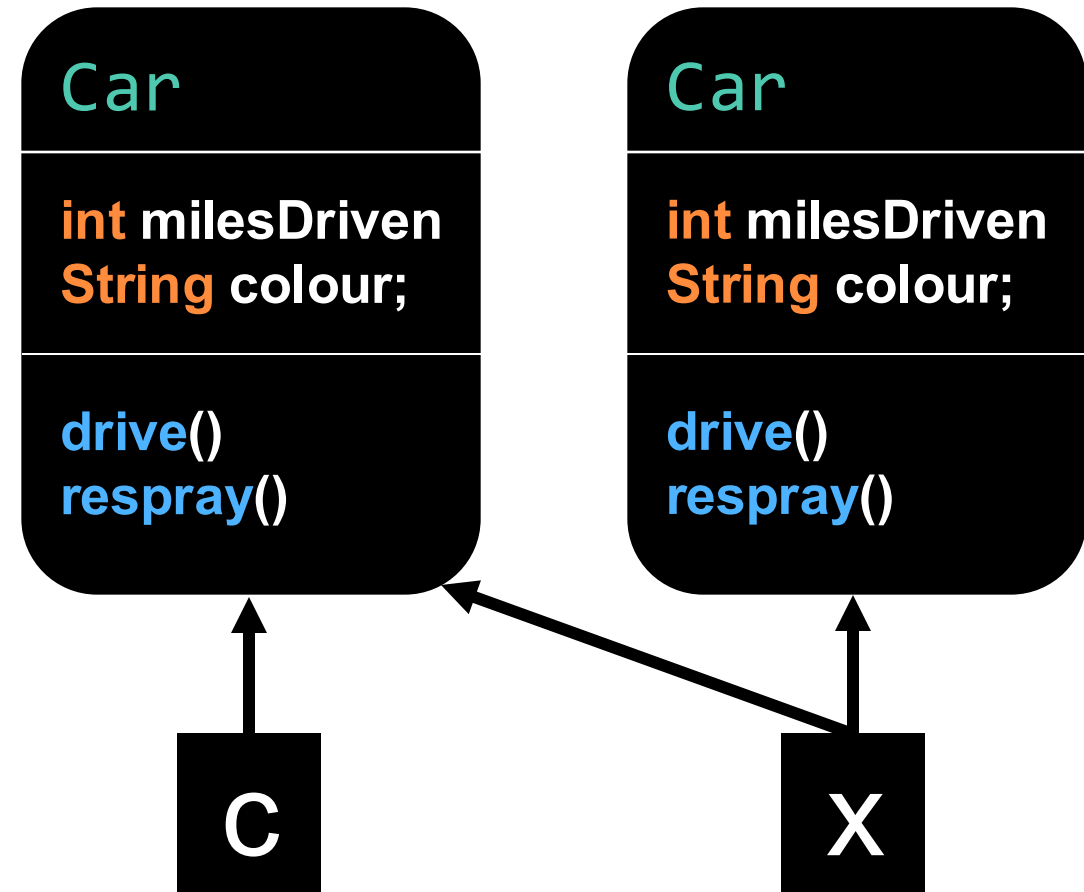 Car
int milesDriven
String colour;
drive()
respray()
Car
int milesDriven
String colour;
drive()
respray()
C
X